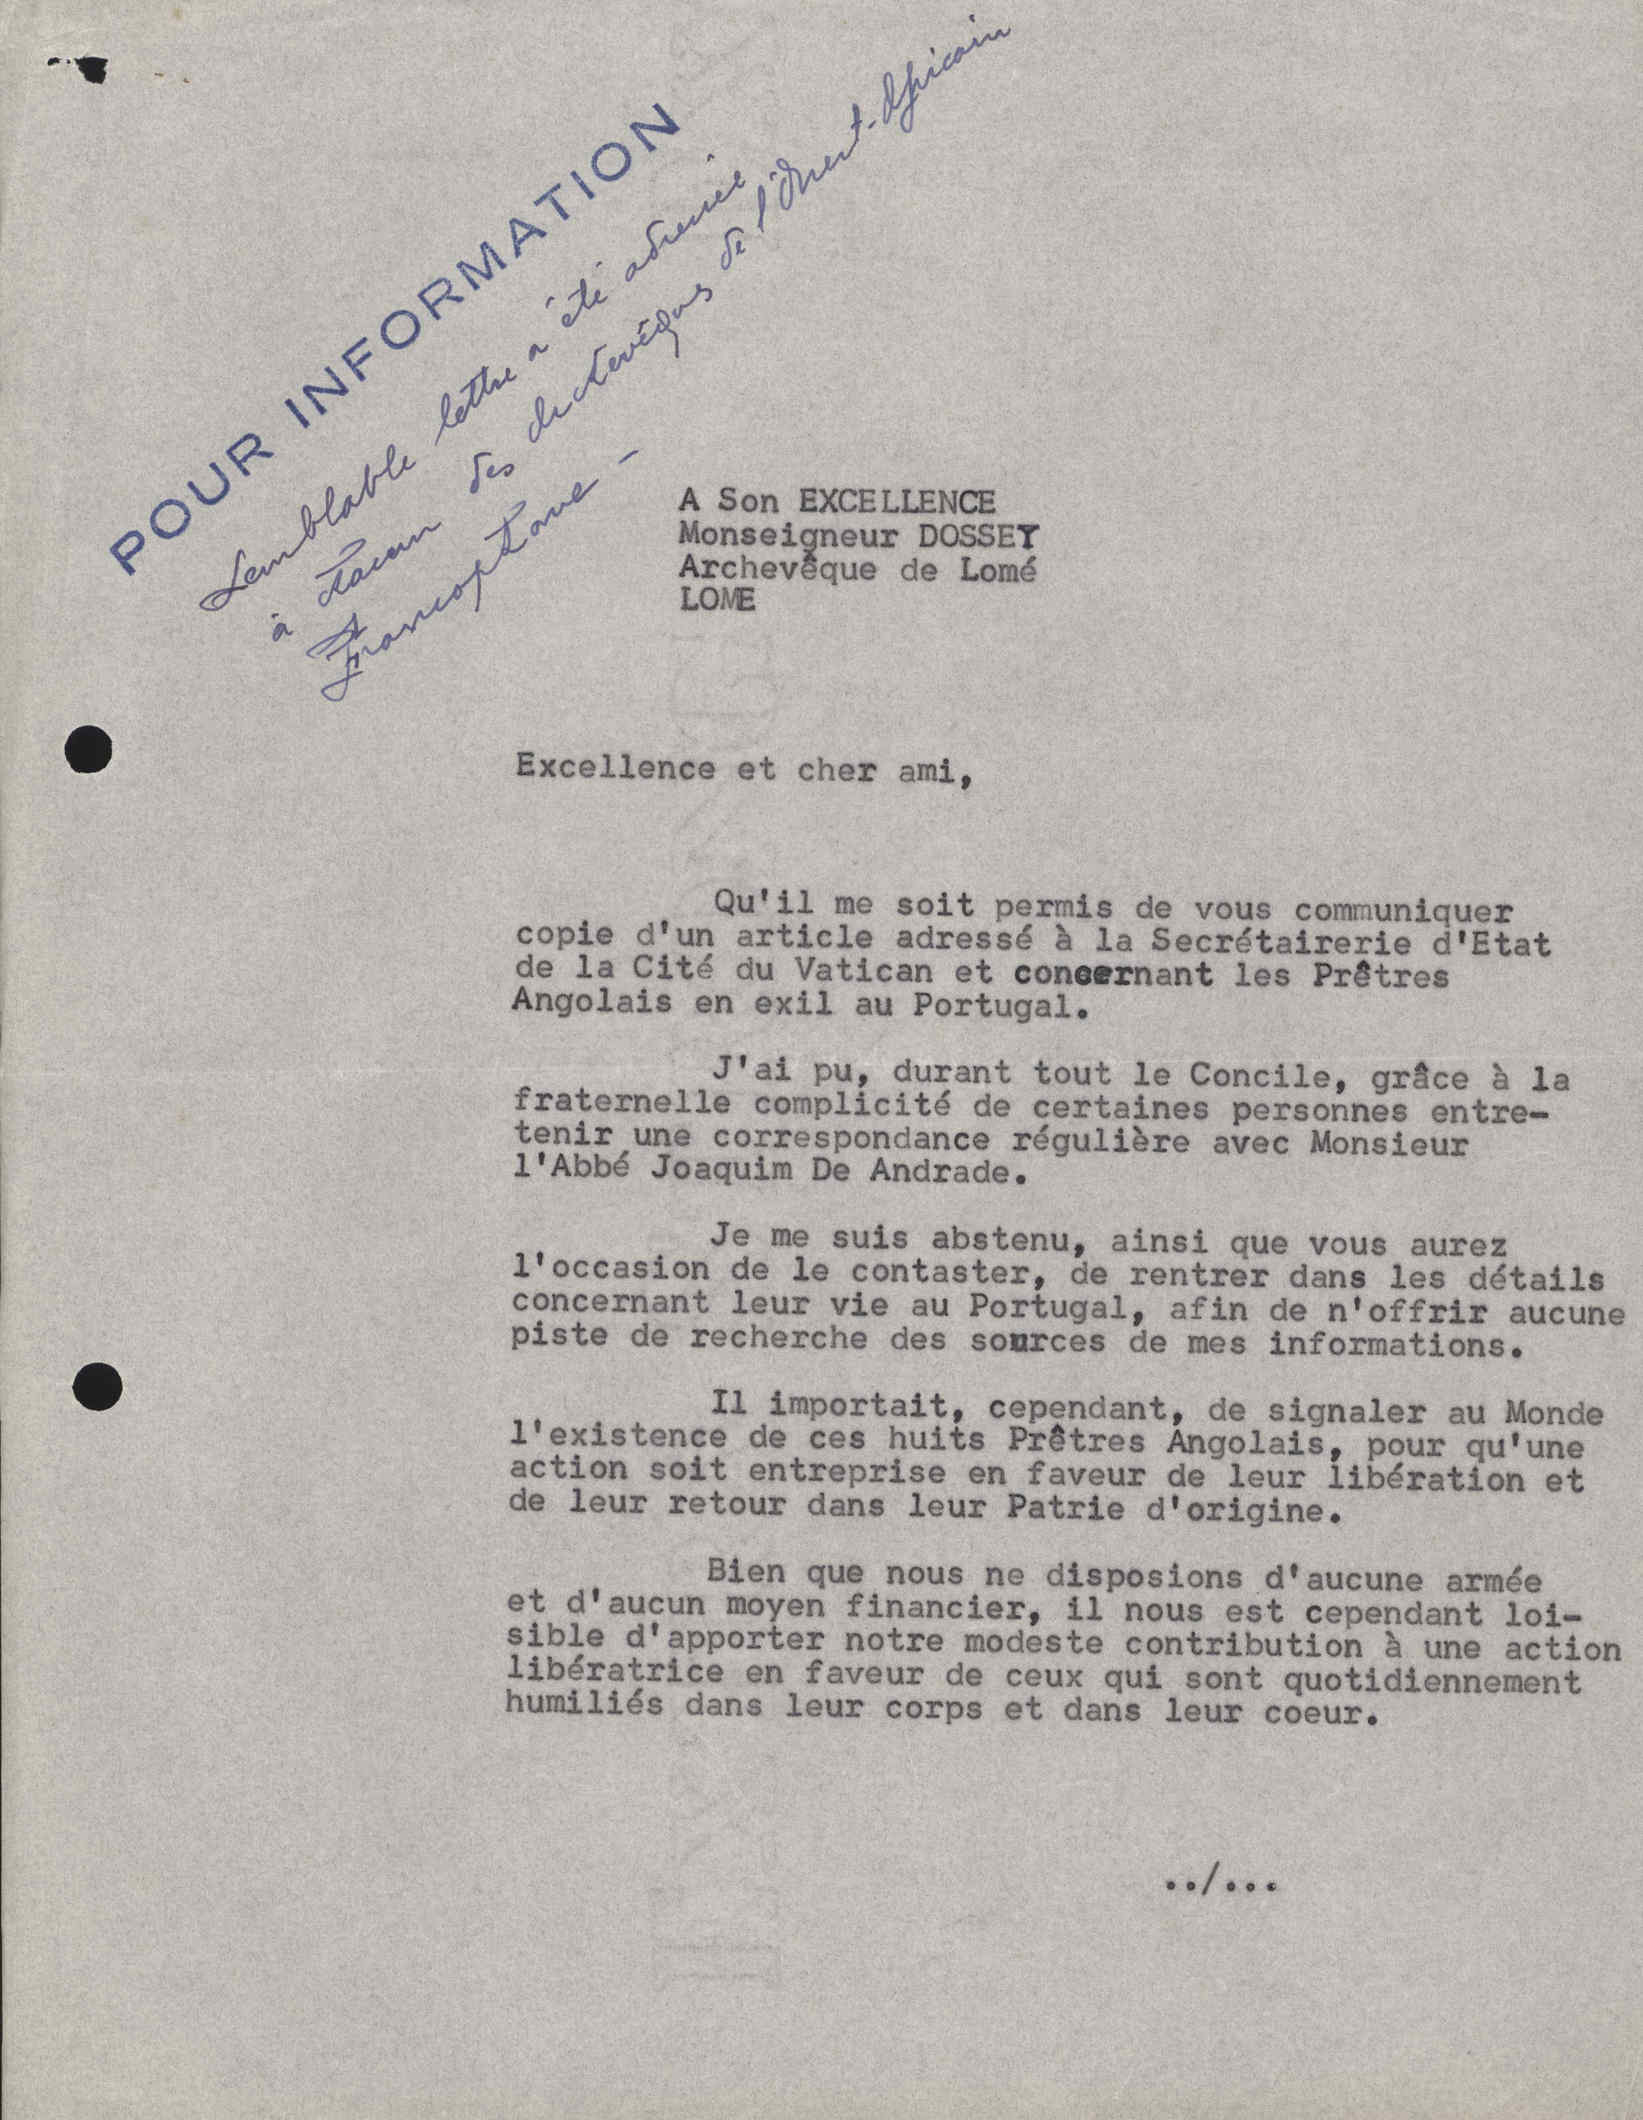 POUR INFORMATION
Semblable lettre a été adressée
à chacun des archevêques de l'Ouest-Africain
Francophone -
A Son EXCELLENCE
Monseigneur DOSSEY
Archevêque de Lomé
LOME
Excellence et cher ami,
Qu'il me soit permis de vous communiquer
copie d'un article adressé à la Secrétairerie d'Etat
de la Cité du Vatican et concernant les Prêtres
Angolais en exil au Portugal.
J'ai pu, durant tout le Concile, grâce à la
fraternelle complicité de certaines personnes entre-
tenir une correspondance régulière avec Monsieur
l'Abbé Joaquim De Andrade.
Je me suis abstenu, ainsi que vous aurez
l'occasion de le contaster, de rentrer dans les détails
concernant leur vie au Portugal, afin de n'offrir aucune
piste de recherche des sources de mes informations.
Il importait, cependant, de signaler au Monde
l'existence de ces huits Prêtres Angolais, pour qu'une
action soit entreprise en faveur de leur libération et
de leur retour dans leur Patrie d'origine.
Bien que nous ne disposions d'aucune armée
et d'aucun moyen financier, il nous est cependant loi-
sible d'apporter notre modeste contribution à une action
libératrice en faveur de ceux qui sont quotidiennement
humiliés dans leur corps et dans leur coeur.
../...